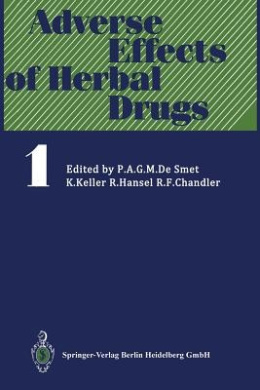 Adverse
Effects
of Herbal
Drugs
1
Edited by P.A.G.M.De Smet
K.Keller R.Hansel R.F.Chandler
Springer-Verlag Berlin Heidelberg GmbH